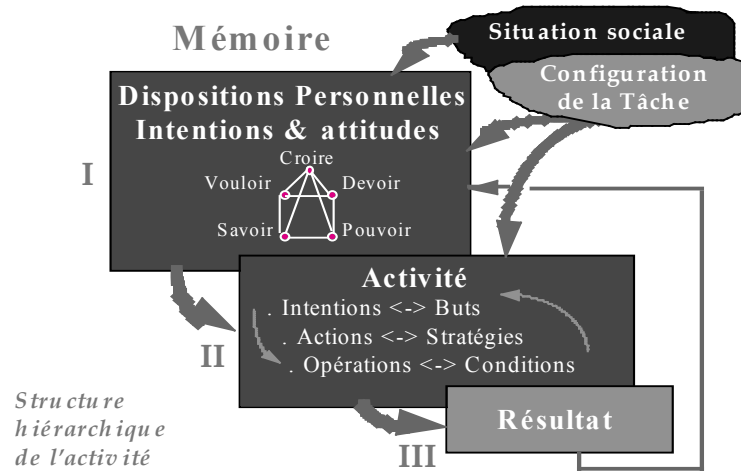 Mémoire
Situation sociale
Configuration
de la Tâche
Dispositions Personnelles
Intentions & attitudes
Croire
Vouloir
Devoir
Savoir
Pouvoir
I
Activité
. Intentions <-> Buts
. Actions <-> Stratégies
. Opérations <-> Conditions
II
Résultat
III
Structure
hiérarchique
de l'activité